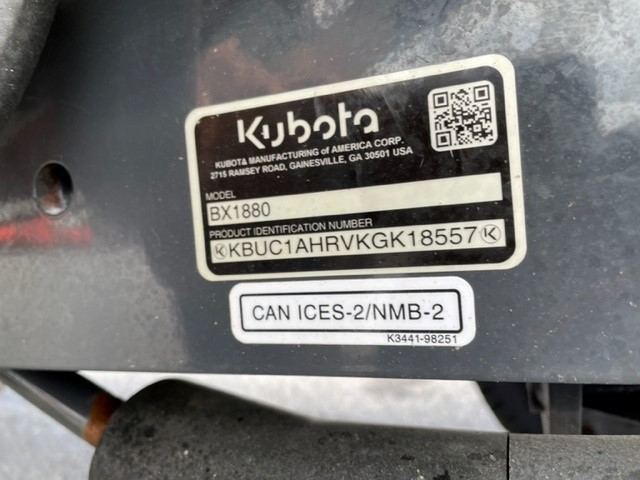 Kubota
KUBOTA MANUFACTURING of AMERICA CORP.
2715 RAMSEY ROAD, GAINESVILLE, GA 30501 USA
MODEL
BX1880
PRODUCT IDENTIFICATION NUMBER
KBUC1AHRVKGK18557
CAN ICES-2/NMB-2
K3441-98251